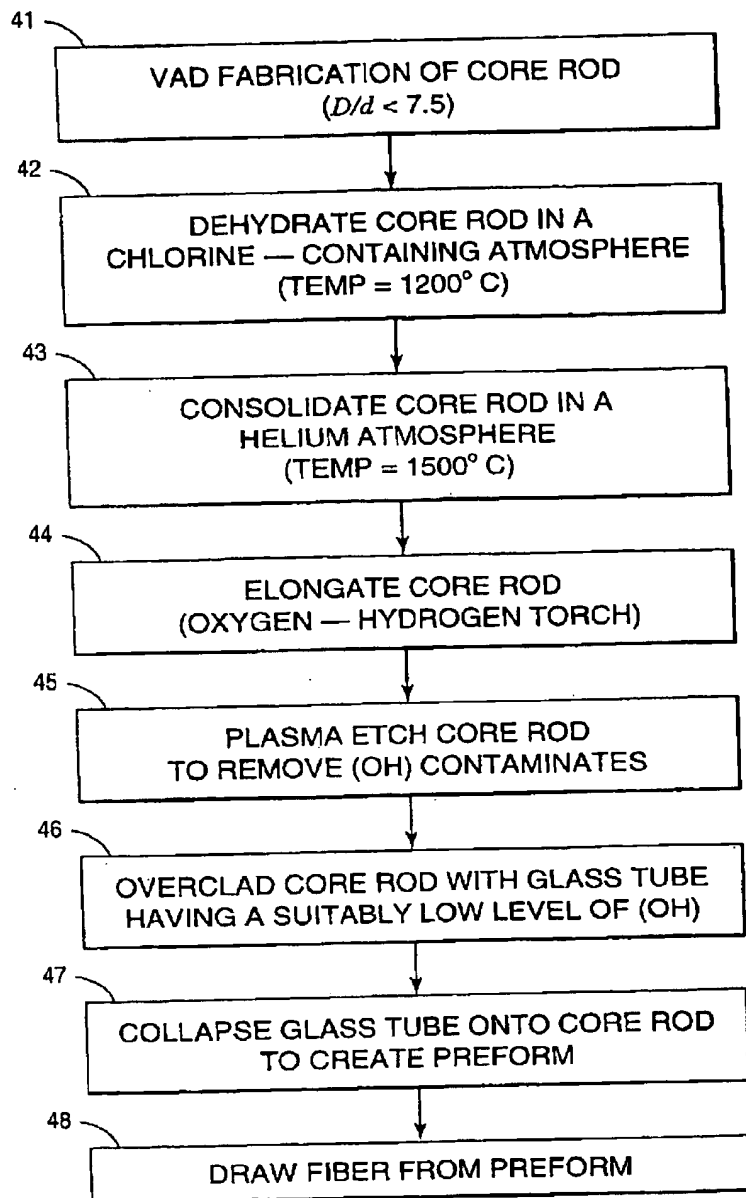 41
VAD FABRICATION OF CORE ROD
(D/d < 7.5)
42
DEHYDRATE CORE ROD IN A
CHLORINE — CONTAINING ATMOSPHERE
(TEMP = 1200° C)
43
CONSOLIDATE CORE ROD IN A
HELIUM ATMOSPHERE
(TEMP = 1500° C)
44
ELONGATE CORE ROD
(OXYGEN — HYDROGEN TORCH)
45
PLASMA ETCH CORE ROD
TO REMOVE (OH) CONTAMINATES
46
OVERCLAD CORE ROD WITH GLASS TUBE
HAVING A SUITABLY LOW LEVEL OF (OH)
47
COLLAPSE GLASS TUBE ONTO CORE ROD
TO CREATE PREFORM
48
DRAW FIBER FROM PREFORM